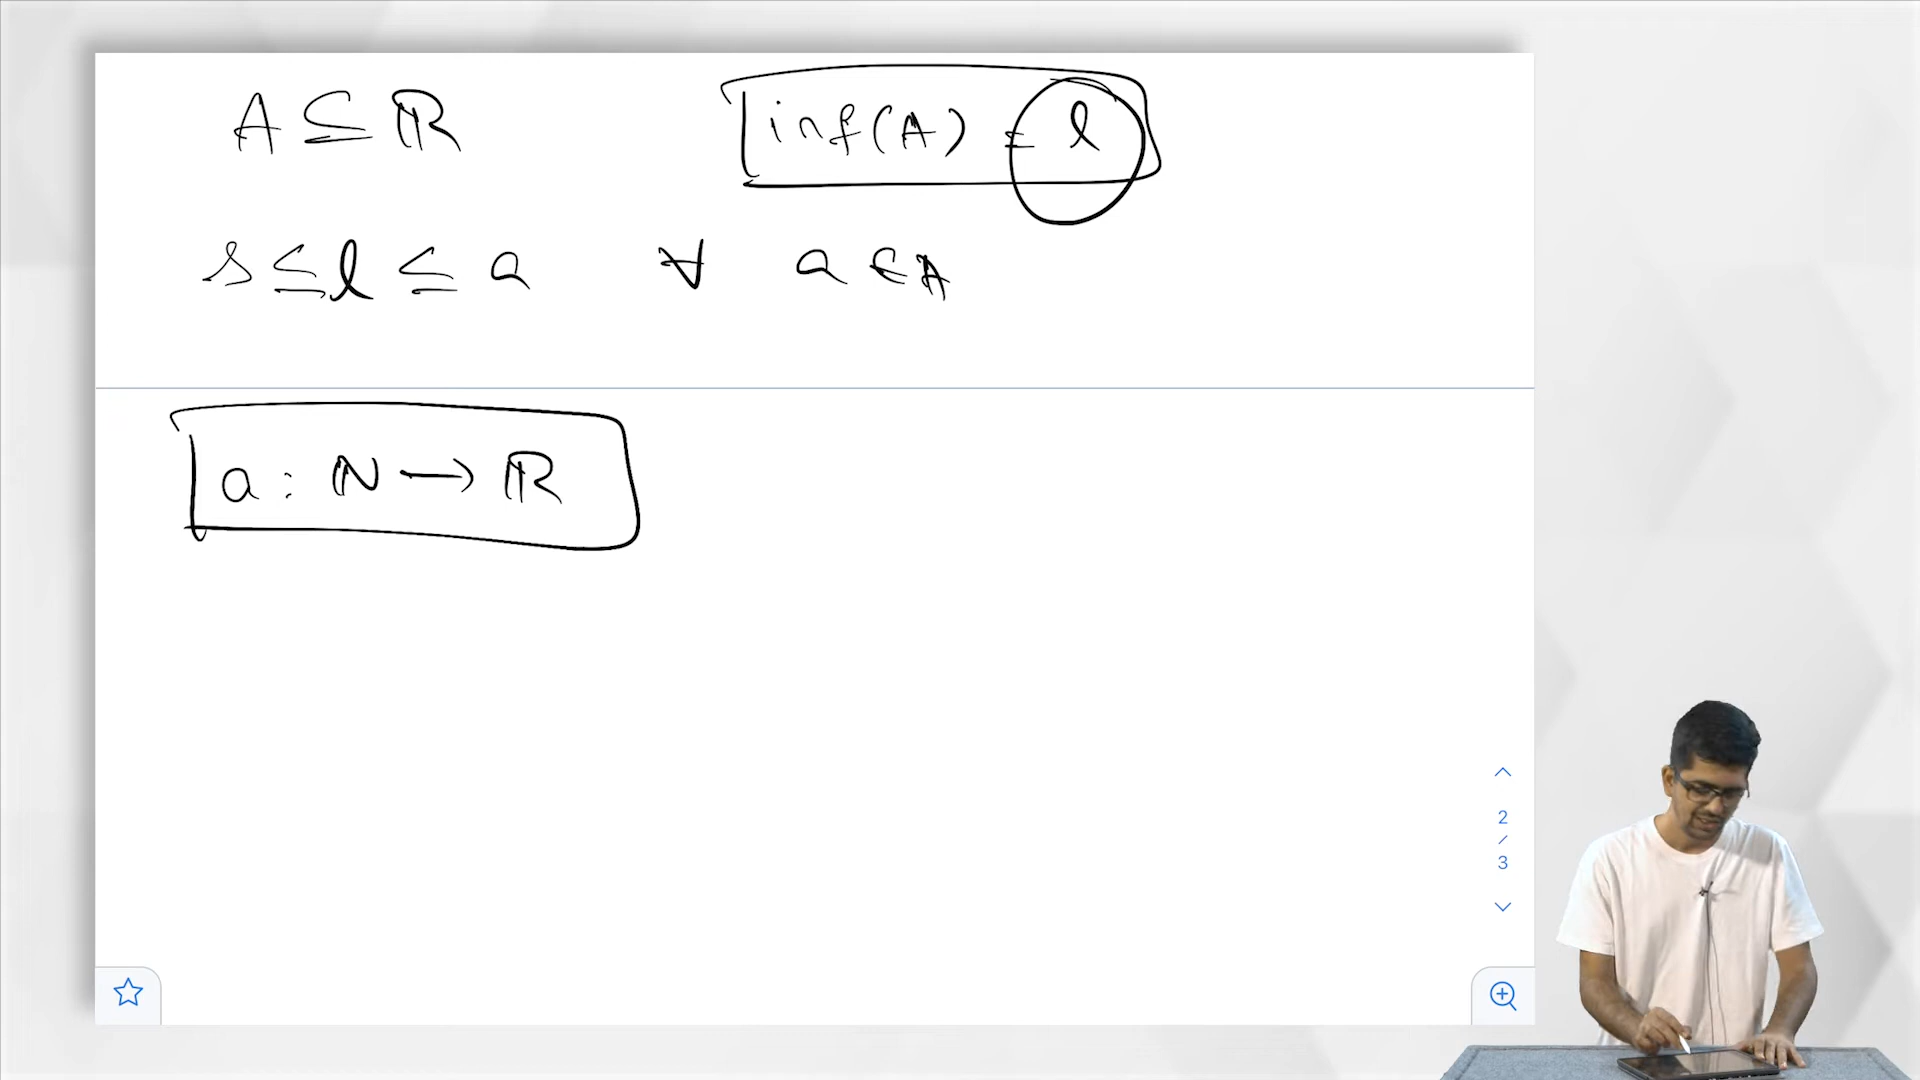 A ⊆ ℝ inf(A) = l
s ≤ l ≤ a ∀ a ∈ A
a : ℕ → ℝ
2
/
3